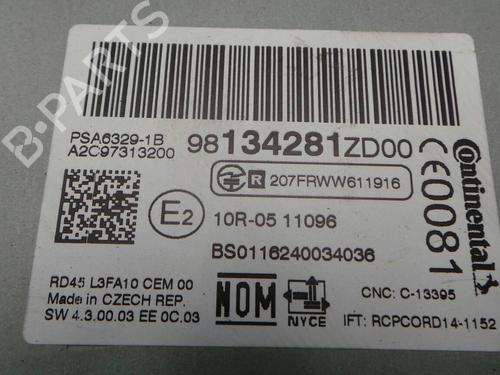 B-PARTS
PSA6329-1B
A2C97313200
98134281ZD00
Continental
CE0081
R 207FRWW611916
E2
10R-05 11096
BS0116240034036
RD45 L3FA10 CEM 00
Made in CZECH REP.
SW 4.3.00.03 EE 0C.03
NOM
NYCE
CNC: C-13395
IFT: RCPCORD14-1152